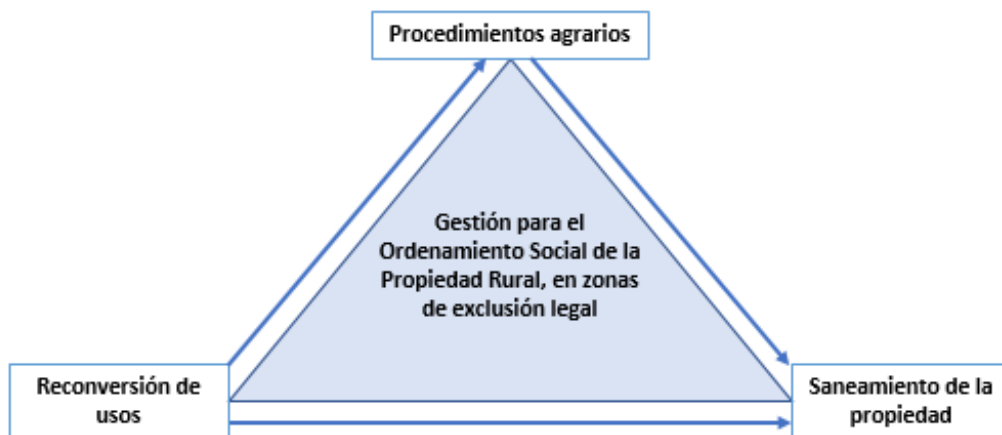 Procedimientos agrarios
Gestión para el
Ordenamiento Social de la
Propiedad Rural, en zonas
de exclusión legal
Reconversión de
usos
Saneamiento de la
propiedad